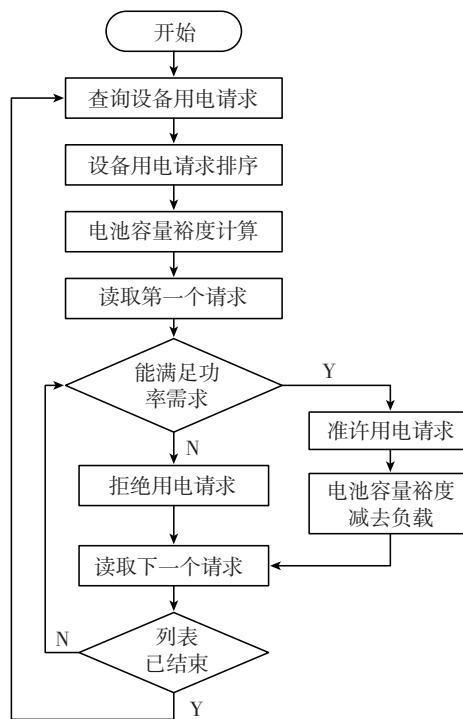 开始
查询设备用电请求
设备用电请求排序
电池容量裕度计算
读取第一个请求
能满足功
率需求
Y
准许用电请求
N
拒绝用电请求
电池容量裕度
减去负载
读取下一个请求
列表
已结束
N
Y